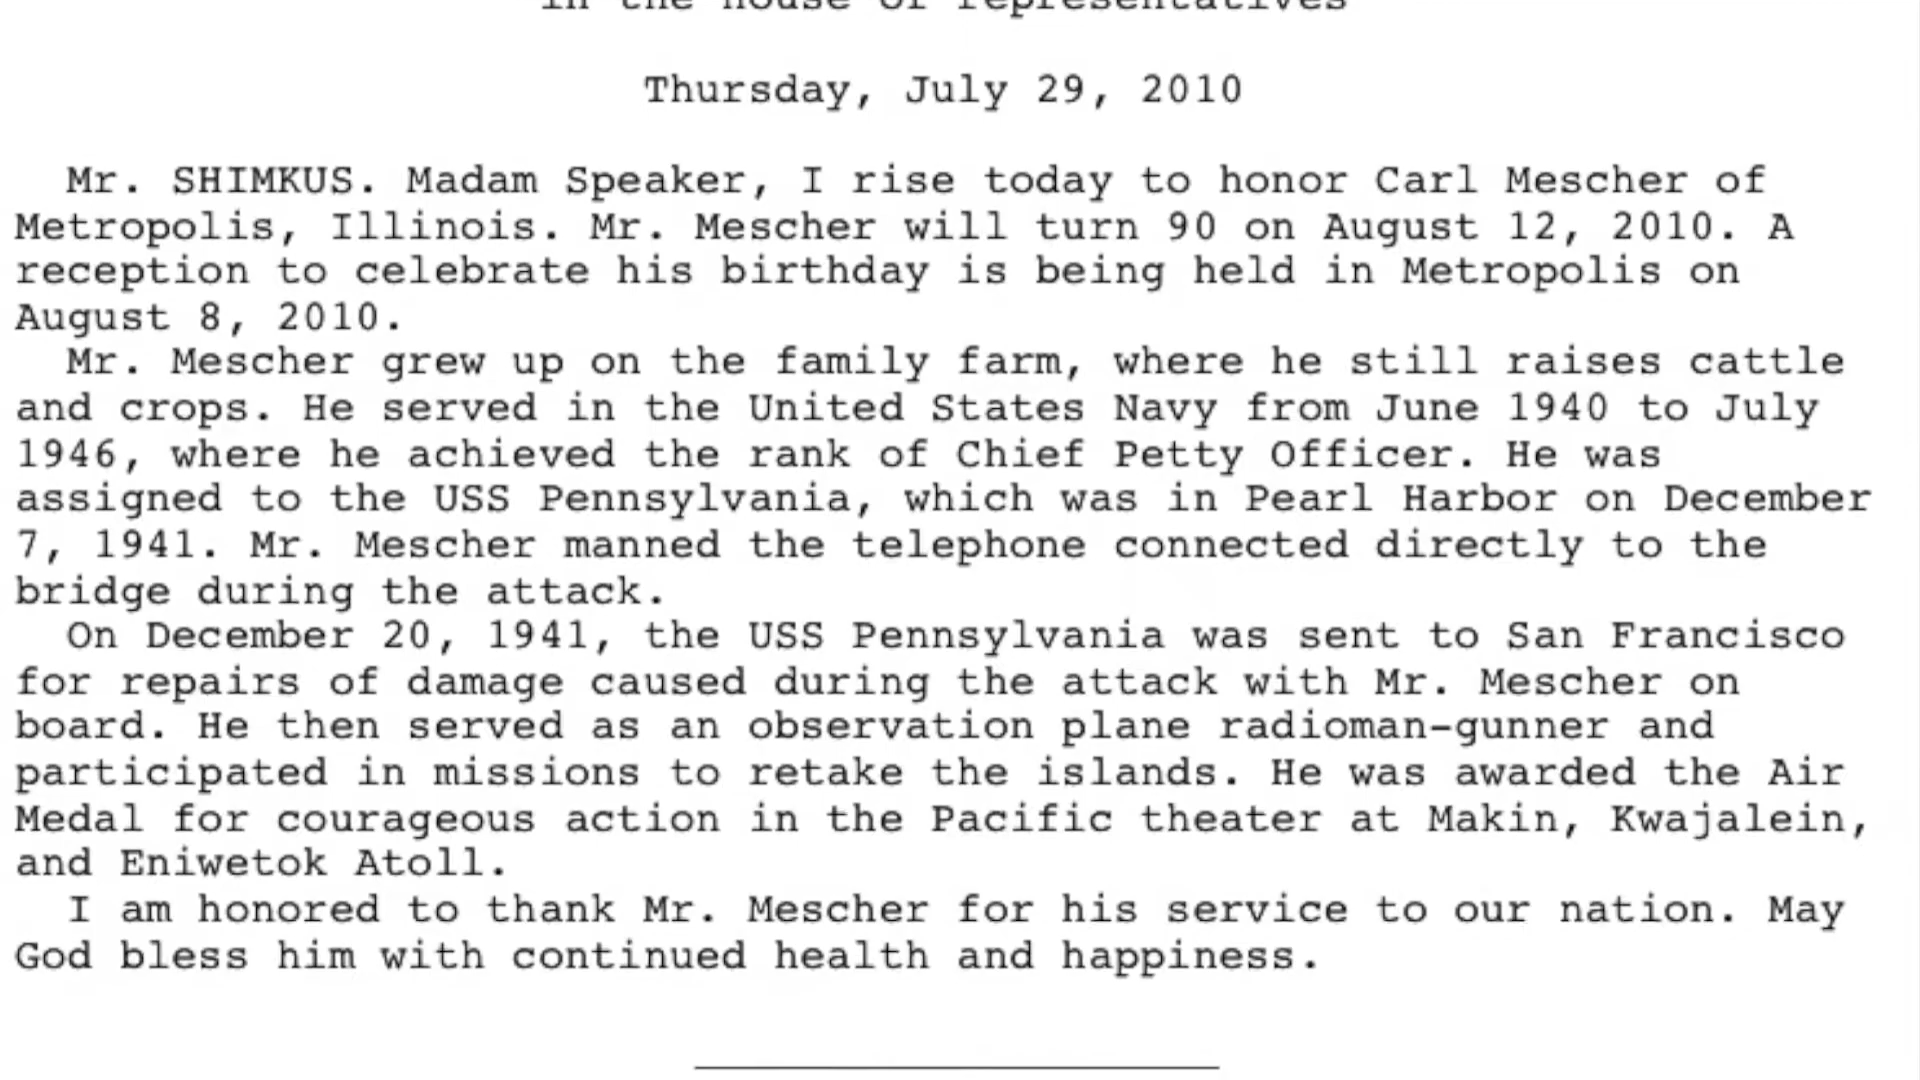 in the house of representatives
Thursday, July 29, 2010
Mr. SHIMKUS. Madam Speaker, I rise today to honor Carl Mescher of
Metropolis, Illinois. Mr. Mescher will turn 90 on August 12, 2010. A
reception to celebrate his birthday is being held in Metropolis on
August 8, 2010.
Mr. Mescher grew up on the family farm, where he still raises cattle
and crops. He served in the United States Navy from June 1940 to July
1946, where he achieved the rank of Chief Petty Officer. He was
assigned to the USS Pennsylvania, which was in Pearl Harbor on December
7, 1941. Mr. Mescher manned the telephone connected directly to the
bridge during the attack.
On December 20, 1941, the USS Pennsylvania was sent to San Francisco
for repairs of damage caused during the attack with Mr. Mescher on
board. He then served as an observation plane radioman-gunner and
participated in missions to retake the islands. He was awarded the Air
Medal for courageous action in the Pacific theater at Makin, Kwajalein,
and Eniwetok Atoll.
I am honored to thank Mr. Mescher for his service to our nation. May
God bless him with continued health and happiness.